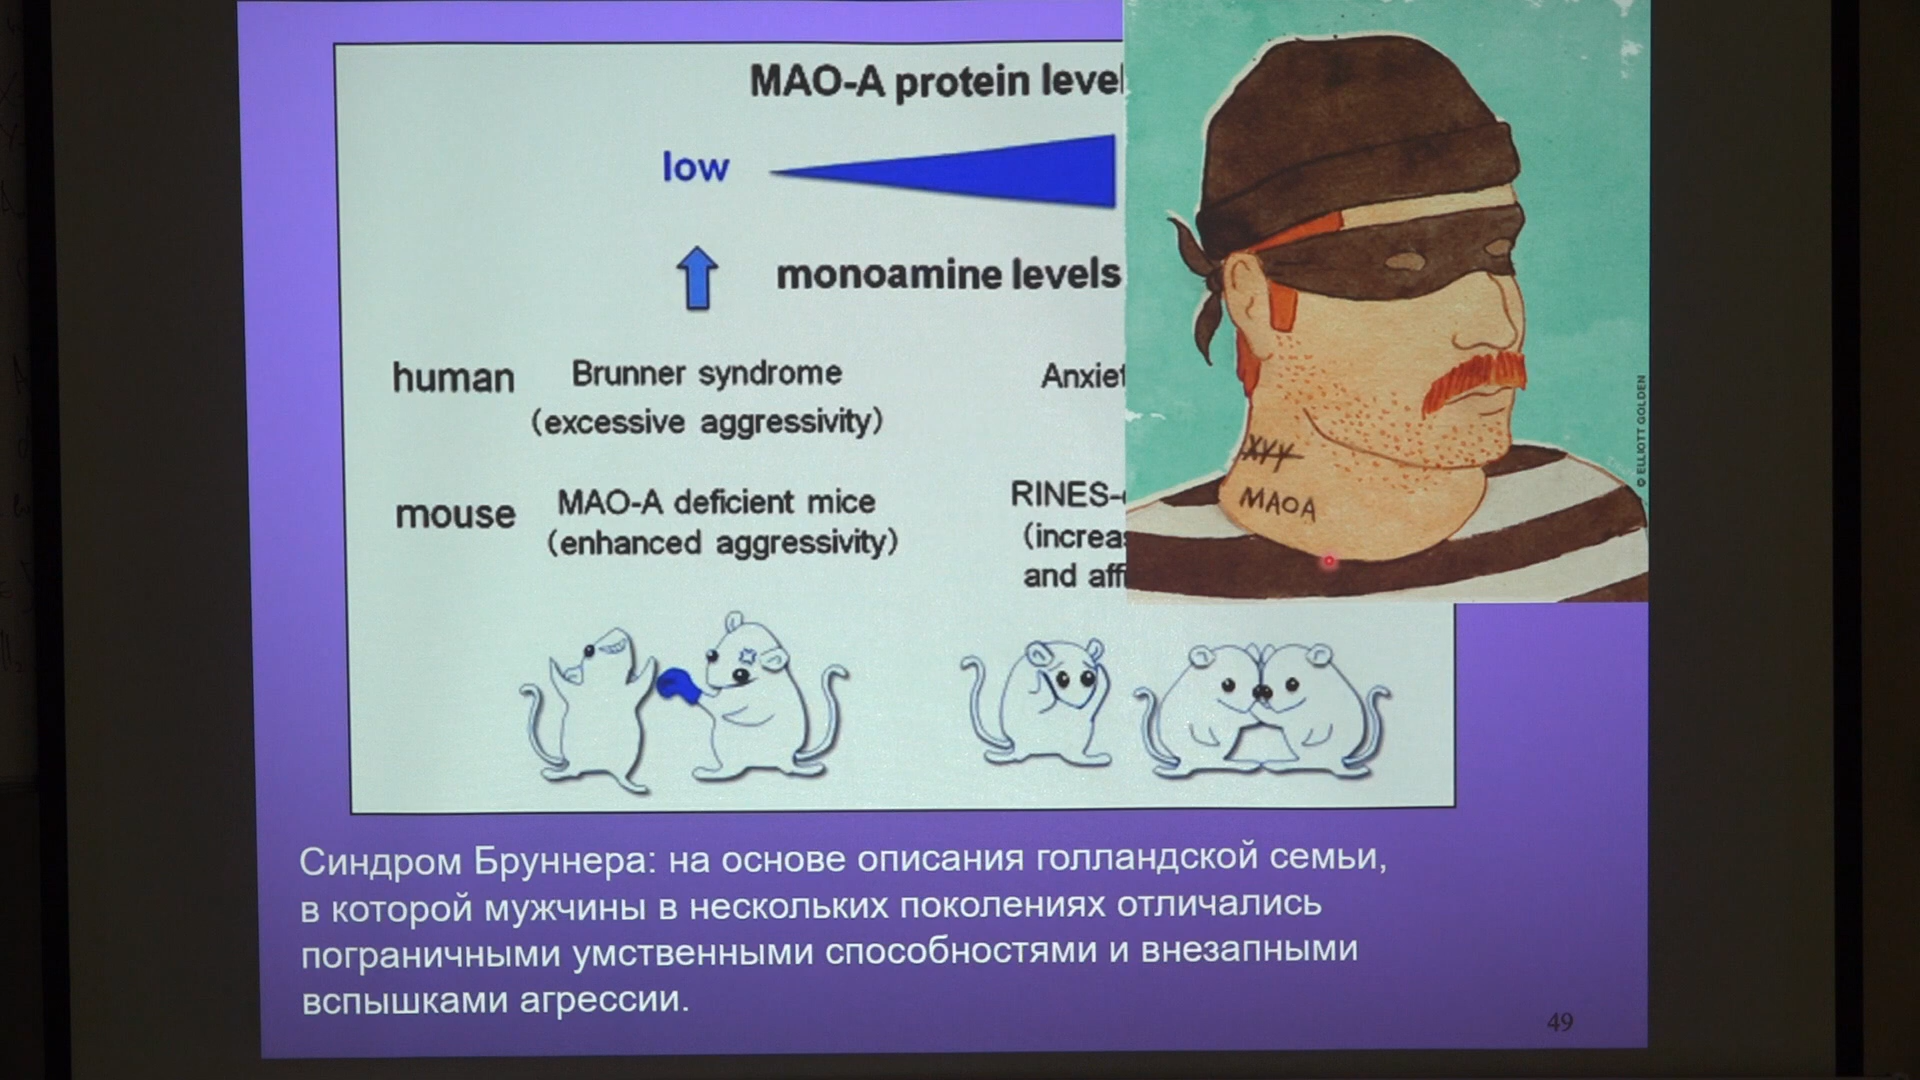 MAO-A protein level
low
monoamine levels
human
Brunner syndrome
(excessive aggressivity)
Anxiet
mouse
MAO-A deficient mice
(enhanced aggressivity)
RINES-
(increas
and aff
XYY
MAOA
© ELLIOTT GOLDEN
Синдром Бруннера: на основе описания голландской семьи,
в которой мужчины в нескольких поколениях отличались
пограничными умственными способностями и внезапными
вспышками агрессии.
49